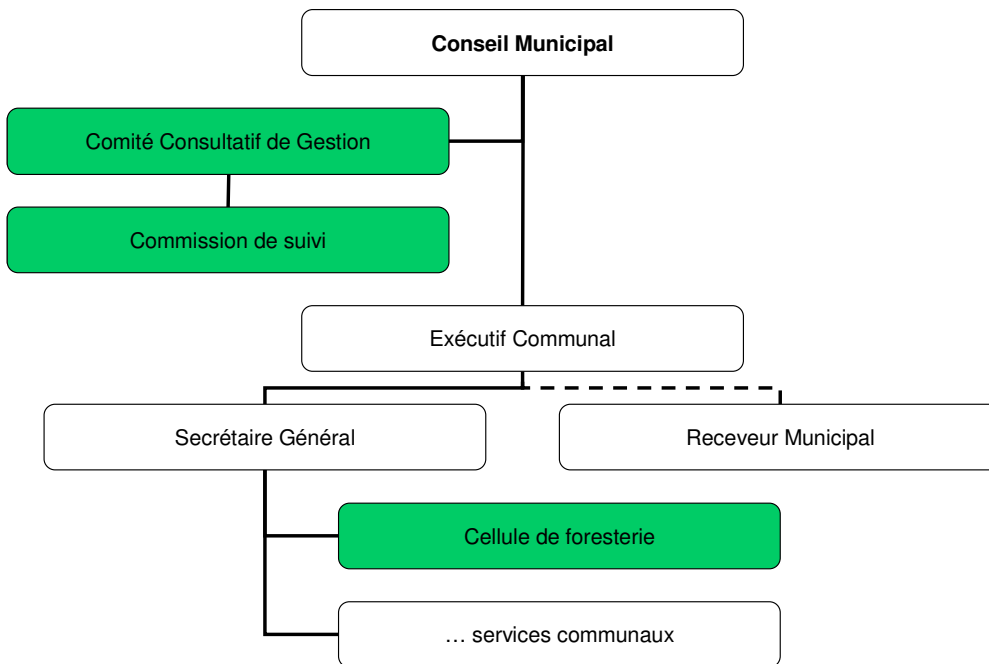 Conseil Municipal
Comité Consultatif de Gestion
Commission de suivi
Exécutif Communal
Secrétaire Général
Receveur Municipal
Cellule de foresterie
… services communaux